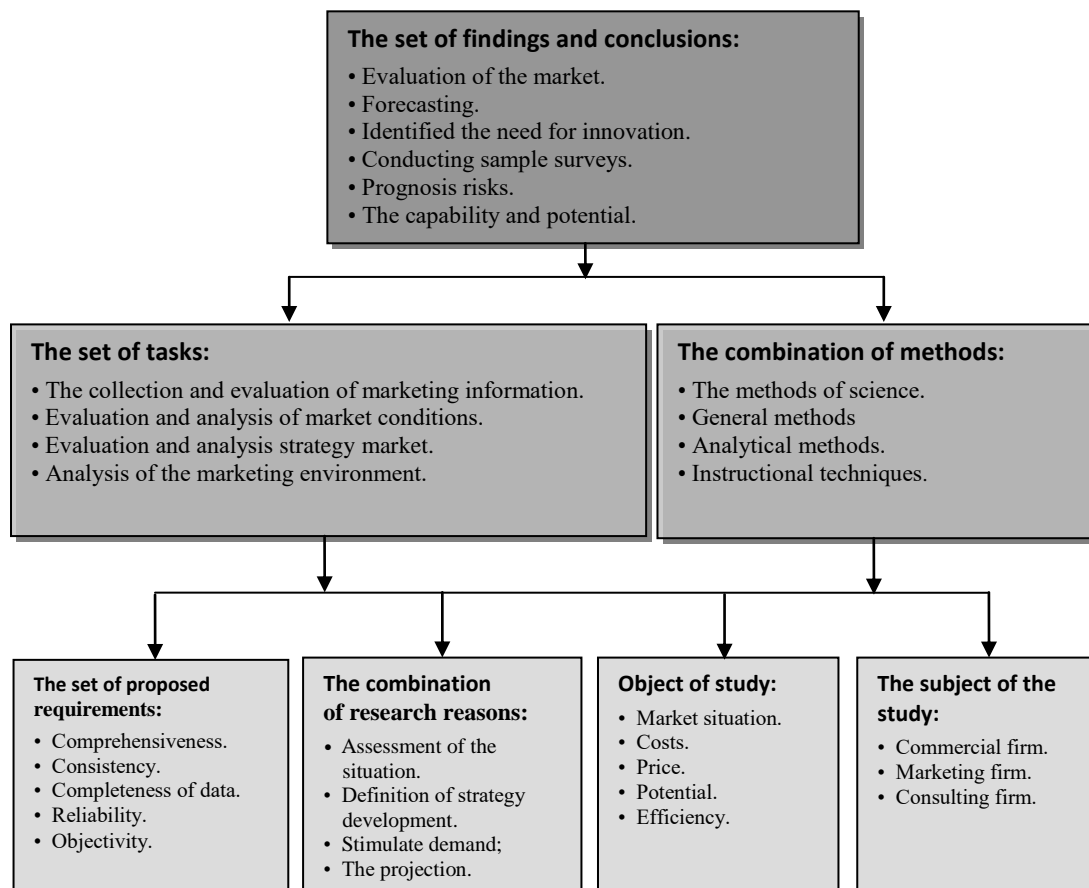 The set of findings and conclusions:
• Evaluation of the market.
• Forecasting.
• Identified the need for innovation.
• Conducting sample surveys.
• Prognosis risks.
• The capability and potential.
The set of tasks:
• The collection and evaluation of marketing information.
• Evaluation and analysis of market conditions.
• Evaluation and analysis strategy market.
• Analysis of the marketing environment.
The combination of methods:
• The methods of science.
• General methods
• Analytical methods.
• Instructional techniques.
The set of proposed
requirements:
• Comprehensiveness.
• Consistency.
• Completeness of data.
• Reliability.
• Objectivity.
The combination
of research reasons:
• Assessment of the
situation.
• Definition of strategy
development.
• Stimulate demand;
• The projection.
Object of study:
• Market situation.
• Costs.
• Price.
• Potential.
• Efficiency.
The subject of the
study:
• Commercial firm.
• Marketing firm.
• Consulting firm.